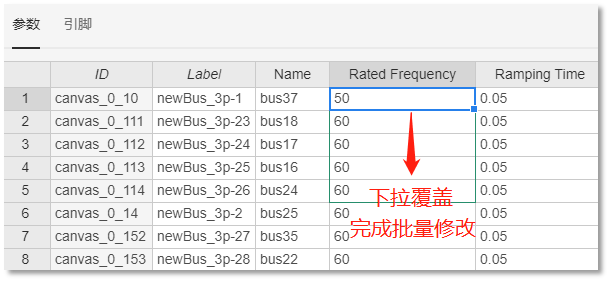 参数 引脚
ID Label Name Rated Frequency Ramping Time
1 canvas_0_10 newBus_3p-1 bus37 50 0.05
2 canvas_0_111 newBus_3p-23 bus18 60 0.05
3 canvas_0_112 newBus_3p-24 bus17 60 0.05
4 canvas_0_113 newBus_3p-25 bus16 60 0.05
5 canvas_0_114 newBus_3p-26 bus24 60 0.05
6 canvas_0_14 newBus_3p-2 bus25 60 0.05
7 canvas_0_152 newBus_3p-27 bus35 60 0.05
8 canvas_0_153 newBus_3p-28 bus22 60 0.05
下拉覆盖
完成批量修改